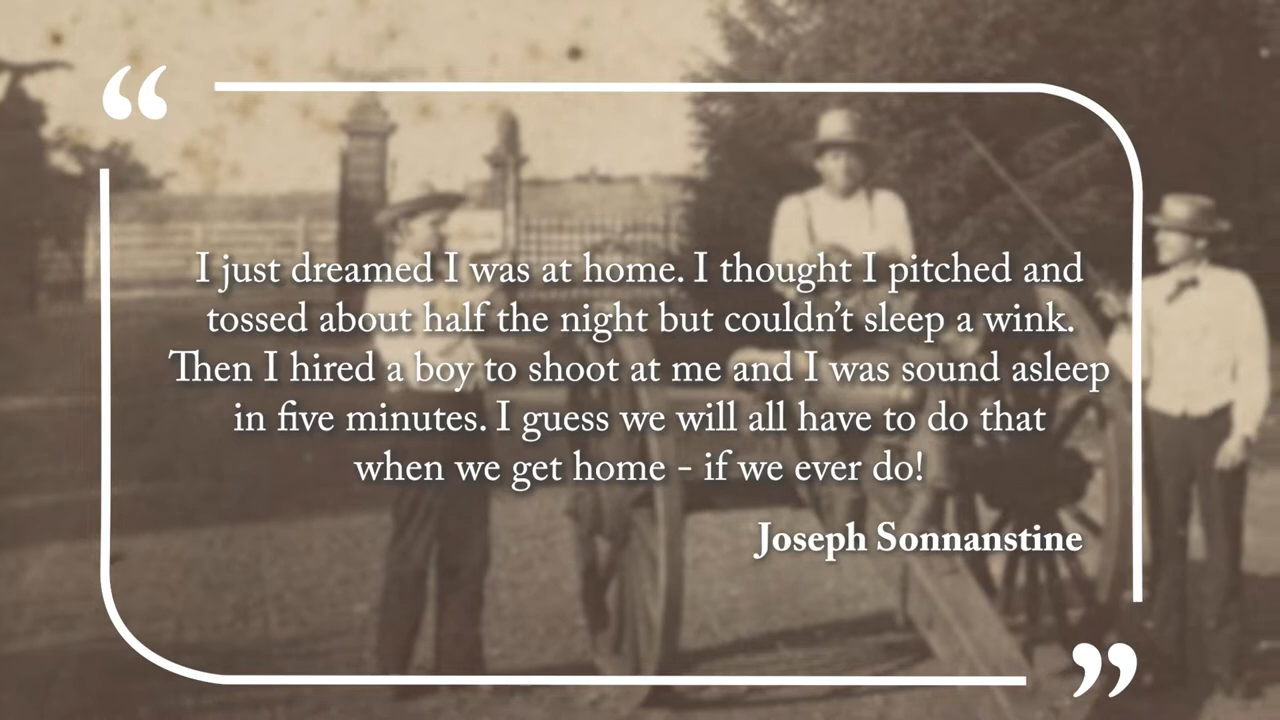 “
I just dreamed I was at home. I thought I pitched and
tossed about half the night but couldn’t sleep a wink.
Then I hired a boy to shoot at me and I was sound asleep
in five minutes. I guess we will all have to do that
when we get home - if we ever do!
Joseph Sonnanstine
”